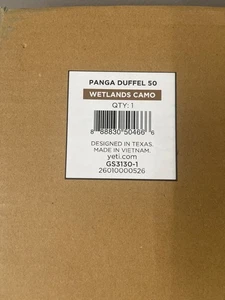 PANGA DUFFEL 50
WETLANDS CAMO
QTY: 1
8 88830 50466 6
DESIGNED IN TEXAS.
MADE IN VIETNAM.
yeti.com
GS3130-1
26010000526